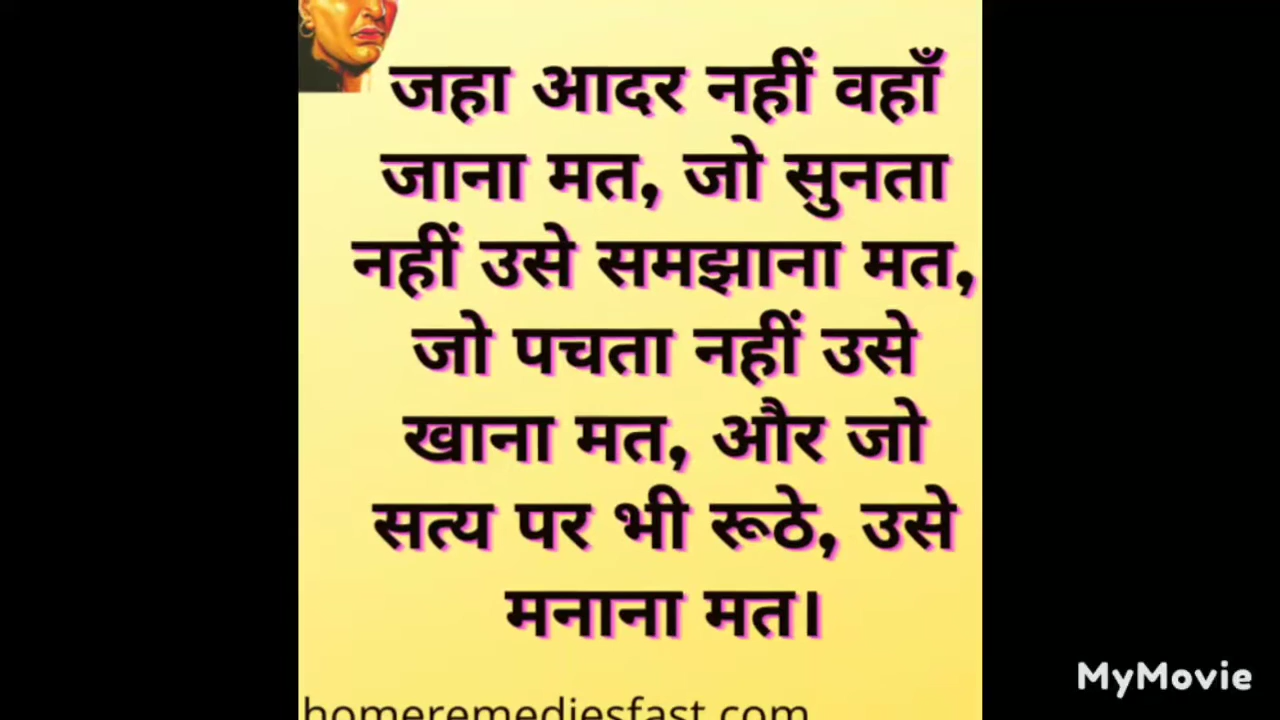 जहा आदर नहीं वहाँ
जाना मत, जो सुनता
नहीं उसे समझाना मत,
जो पचता नहीं उसे
खाना मत, और जो
सत्य पर भी रूठे, उसे
मनाना मत।
homeremediesfast.com
MyMovie